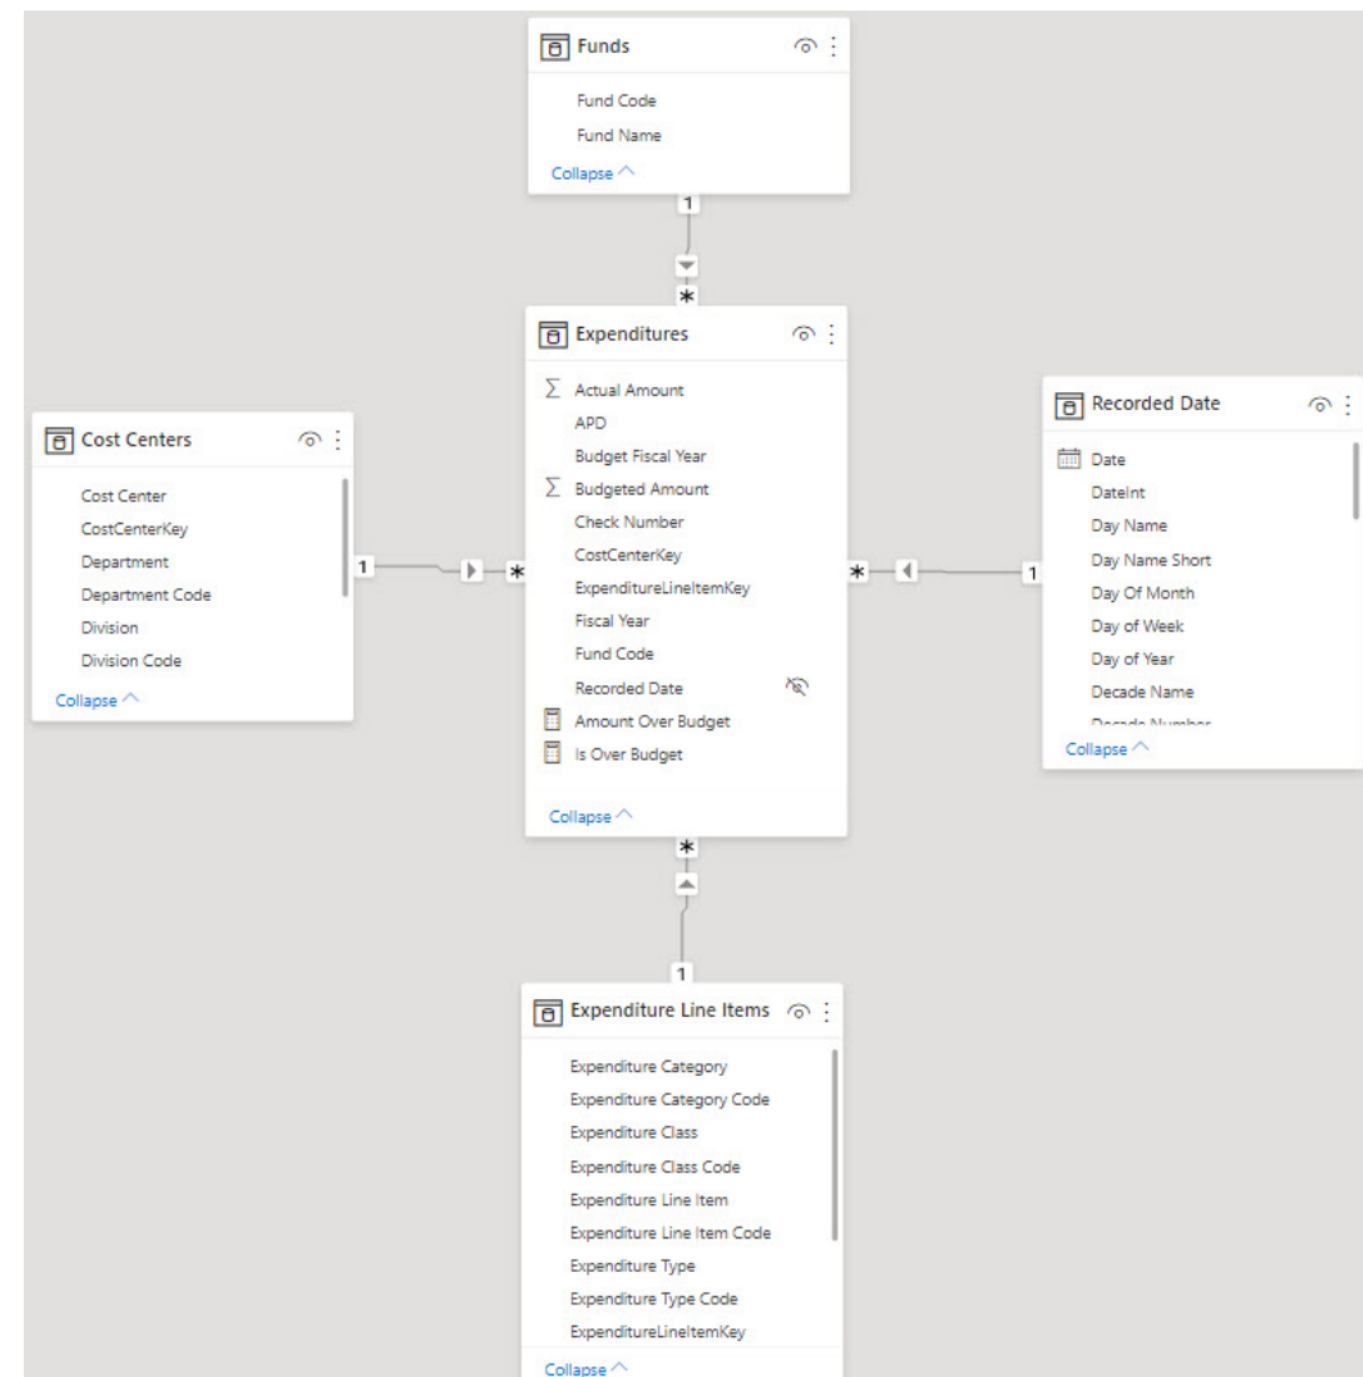 Funds
Fund Code
Fund Name
Collapse
1
*
Expenditures
Actual Amount
APD
Budget Fiscal Year
Budgeted Amount
Check Number
CostCenterKey
ExpenditureLineItemKey
Fiscal Year
Fund Code
Recorded Date
Amount Over Budget
Is Over Budget
Collapse
Cost Centers
Cost Center
CostCenterKey
Department
Department Code
Division
Division Code
Collapse
1
*
*
1
Recorded Date
Date
DateInt
Day Name
Day Name Short
Day Of Month
Day of Week
Day of Year
Decade Name
Decade Number
Collapse
*
1
Expenditure Line Items
Expenditure Category
Expenditure Category Code
Expenditure Class
Expenditure Class Code
Expenditure Line Item
Expenditure Line Item Code
Expenditure Type
Expenditure Type Code
ExpenditureLineItemKey
Collapse